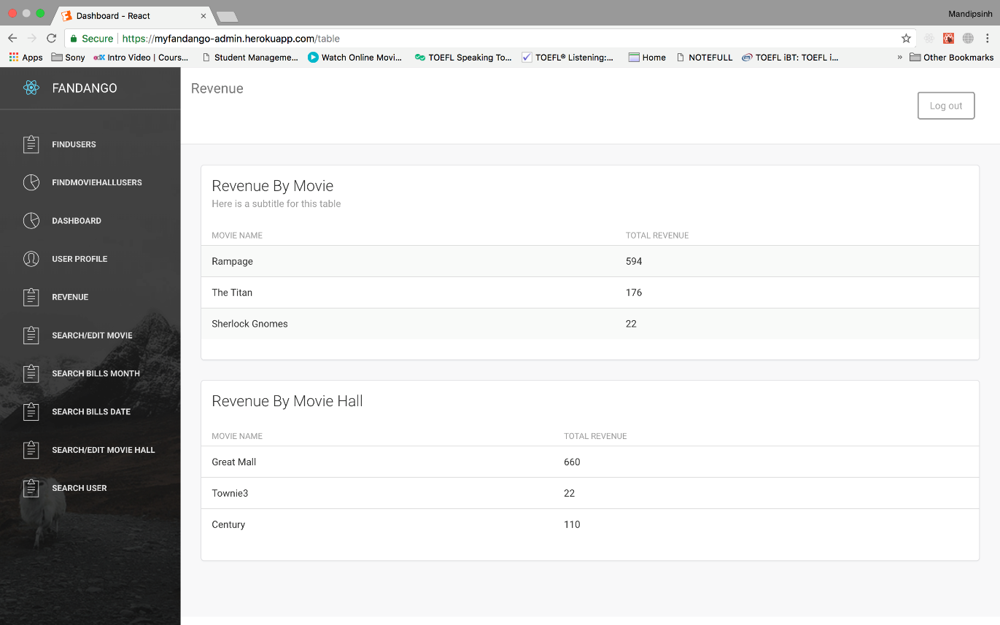 Dashboard - React
Mandipsinh
Secure https://myfandango-admin.herokuapp.com/table
Apps Sony edX Intro Video | Cours... Student Manageme... Watch Online Movi... TOEFL Speaking To... TOEFL® Listening:... Home NOTEFULL TOEFL iBT: TOEFL i... » Other Bookmarks
FANDANGO
Revenue
Log out
FINDUSERS
FINDMOVIEHALLUSERS
DASHBOARD
USER PROFILE
REVENUE
SEARCH/EDIT MOVIE
SEARCH BILLS MONTH
SEARCH BILLS DATE
SEARCH/EDIT MOVIE HALL
SEARCH USER
Revenue By Movie
Here is a subtitle for this table
MOVIE NAME TOTAL REVENUE
Rampage 594
The Titan 176
Sherlock Gnomes 22
Revenue By Movie Hall
MOVIE NAME TOTAL REVENUE
Great Mall 660
Townie3 22
Century 110